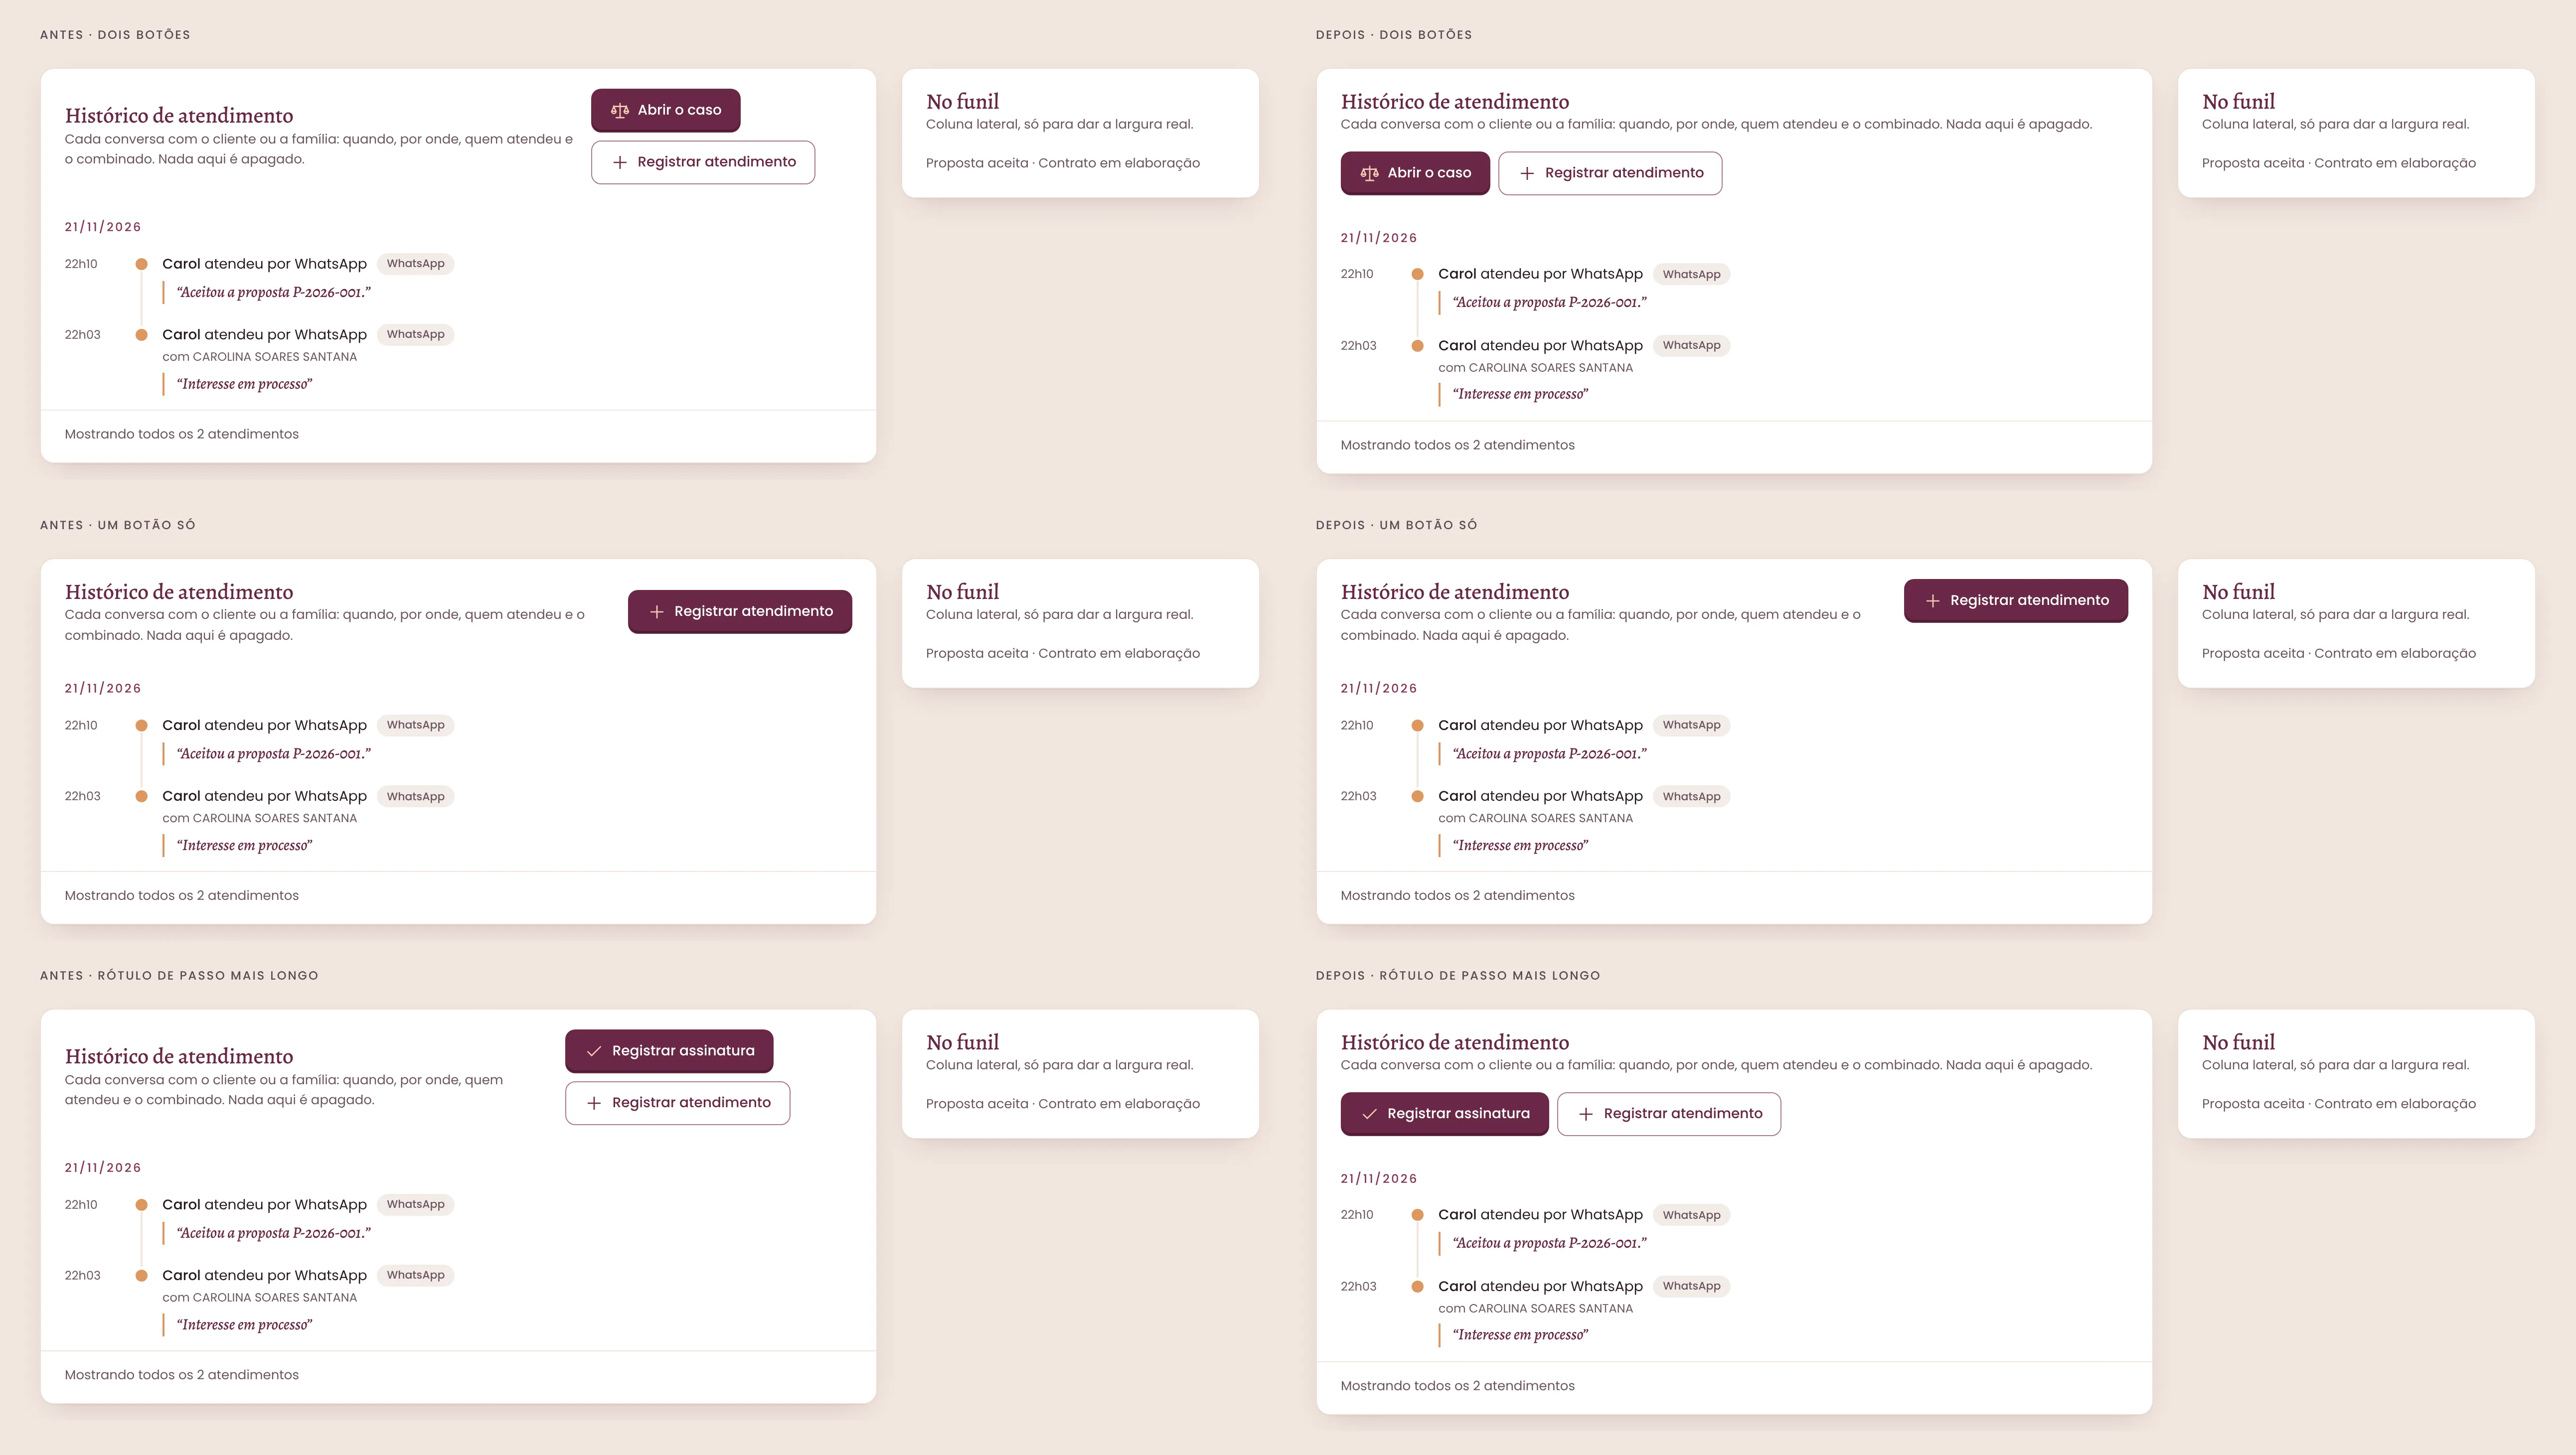 ANTES · DOIS BOTÕES
Histórico de atendimento
Cada conversa com o cliente ou a família: quando, por onde, quem atendeu e
o combinado. Nada aqui é apagado.
Abrir o caso
Registrar atendimento
21/11/2026
22h10
Carol atendeu por WhatsApp WhatsApp
“Aceitou a proposta P-2026-001.”
22h03
Carol atendeu por WhatsApp WhatsApp
com CAROLINA SOARES SANTANA
“Interesse em processo”
Mostrando todos os 2 atendimentos
No funil
Coluna lateral, só para dar a largura real.
Proposta aceita · Contrato em elaboração
DEPOIS · DOIS BOTÕES
Histórico de atendimento
Cada conversa com o cliente ou a família: quando, por onde, quem atendeu e o combinado. Nada aqui é apagado.
Abrir o caso
Registrar atendimento
21/11/2026
22h10
Carol atendeu por WhatsApp WhatsApp
“Aceitou a proposta P-2026-001.”
22h03
Carol atendeu por WhatsApp WhatsApp
com CAROLINA SOARES SANTANA
“Interesse em processo”
Mostrando todos os 2 atendimentos
No funil
Coluna lateral, só para dar a largura real.
Proposta aceita · Contrato em elaboração
ANTES · UM BOTÃO SÓ
Histórico de atendimento
Cada conversa com o cliente ou a família: quando, por onde, quem atendeu e o
combinado. Nada aqui é apagado.
Registrar atendimento
21/11/2026
22h10
Carol atendeu por WhatsApp WhatsApp
“Aceitou a proposta P-2026-001.”
22h03
Carol atendeu por WhatsApp WhatsApp
com CAROLINA SOARES SANTANA
“Interesse em processo”
Mostrando todos os 2 atendimentos
No funil
Coluna lateral, só para dar a largura real.
Proposta aceita · Contrato em elaboração
DEPOIS · UM BOTÃO SÓ
Histórico de atendimento
Cada conversa com o cliente ou a família: quando, por onde, quem atendeu e o
combinado. Nada aqui é apagado.
Registrar atendimento
21/11/2026
22h10
Carol atendeu por WhatsApp WhatsApp
“Aceitou a proposta P-2026-001.”
22h03
Carol atendeu por WhatsApp WhatsApp
com CAROLINA SOARES SANTANA
“Interesse em processo”
Mostrando todos os 2 atendimentos
No funil
Coluna lateral, só para dar a largura real.
Proposta aceita · Contrato em elaboração
ANTES · RÓTULO DE PASSO MAIS LONGO
Histórico de atendimento
Cada conversa com o cliente ou a família: quando, por onde, quem
atendeu e o combinado. Nada aqui é apagado.
Registrar assinatura
Registrar atendimento
21/11/2026
22h10
Carol atendeu por WhatsApp WhatsApp
“Aceitou a proposta P-2026-001.”
22h03
Carol atendeu por WhatsApp WhatsApp
com CAROLINA SOARES SANTANA
“Interesse em processo”
Mostrando todos os 2 atendimentos
No funil
Coluna lateral, só para dar a largura real.
Proposta aceita · Contrato em elaboração
DEPOIS · RÓTULO DE PASSO MAIS LONGO
Histórico de atendimento
Cada conversa com o cliente ou a família: quando, por onde, quem atendeu e o combinado. Nada aqui é apagado.
Registrar assinatura
Registrar atendimento
21/11/2026
22h10
Carol atendeu por WhatsApp WhatsApp
“Aceitou a proposta P-2026-001.”
22h03
Carol atendeu por WhatsApp WhatsApp
com CAROLINA SOARES SANTANA
“Interesse em processo”
Mostrando todos os 2 atendimentos
No funil
Coluna lateral, só para dar a largura real.
Proposta aceita · Contrato em elaboração